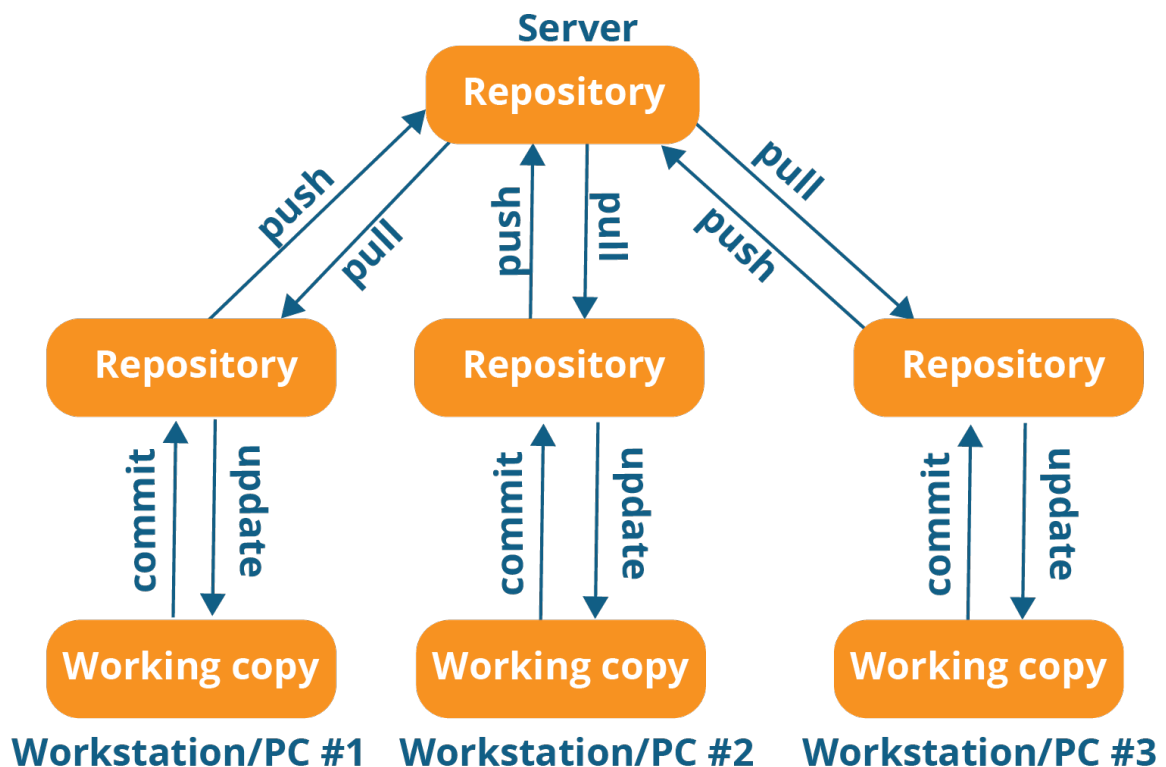 Server
Repository
push
pull
push
pull
push
pull
Repository
Repository
Repository
commit
update
commit
update
commit
update
Working copy
Working copy
Working copy
Workstation/PC #1
Workstation/PC #2
Workstation/PC #3